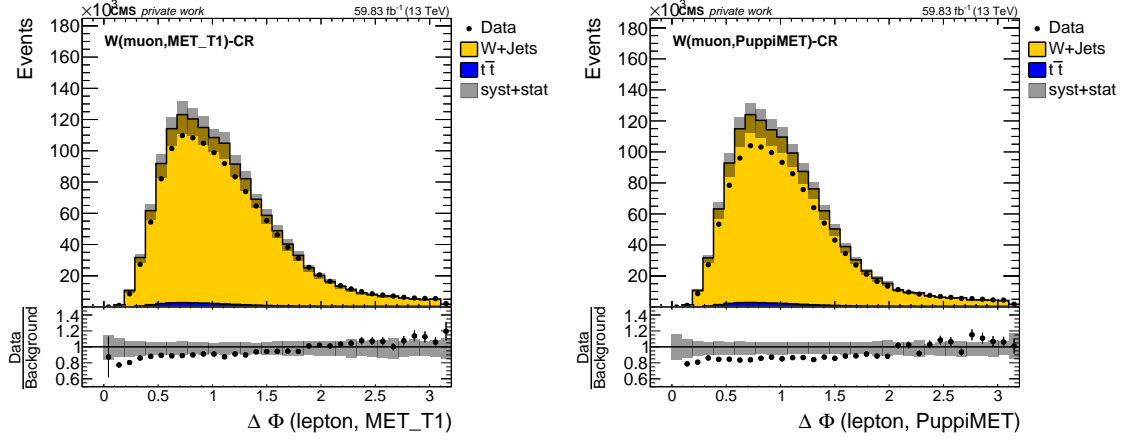 ×10³ CMS private work 59.83 fb⁻¹ (13 TeV)
W(muon,MET_T1)-CR
Events
180
160
140
120
100
80
60
40
20
Data
W+Jets
tt̅
syst+stat
Data
Background
1.4
1.2
1
0.8
0.6
0 0.5 1 1.5 2 2.5 3
Δ Φ (lepton, MET_T1)
×10³ CMS private work 59.83 fb⁻¹ (13 TeV)
W(muon,PuppiMET)-CR
Events
180
160
140
120
100
80
60
40
20
Data
W+Jets
tt̅
syst+stat
Data
Background
1.4
1.2
1
0.8
0.6
0 0.5 1 1.5 2 2.5 3
Δ Φ (lepton, PuppiMET)